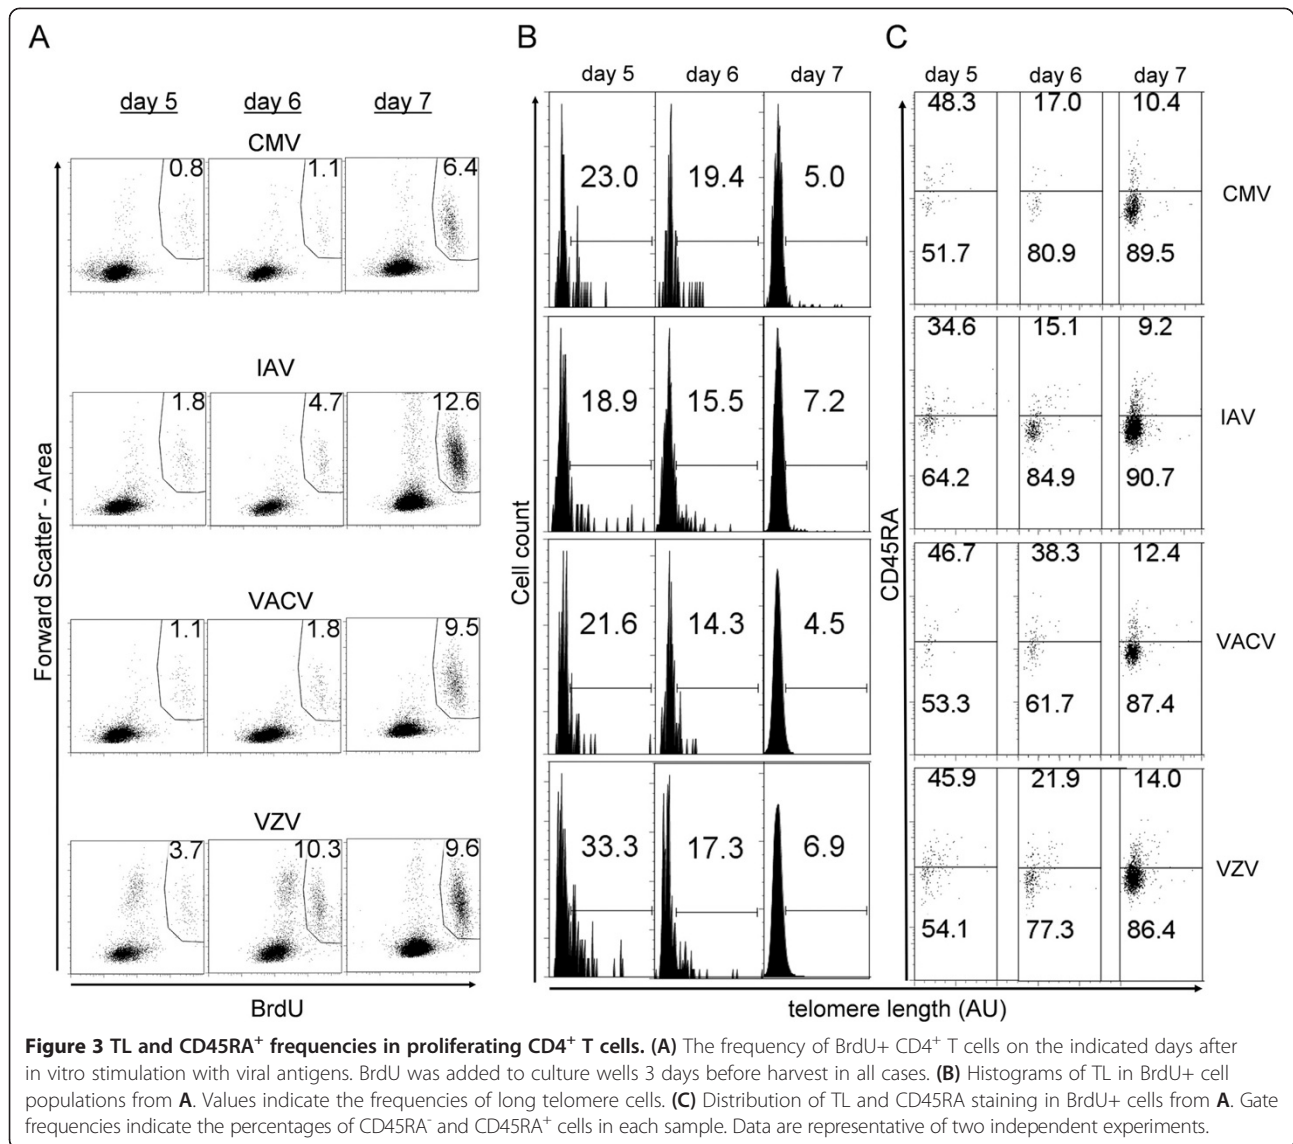 A
B
C
day 5 day 6 day 7
CMV
0.8 1.1 6.4
IAV
1.8 4.7 12.6
VACV
1.1 1.8 9.5
VZV
3.7 10.3 9.6
Forward Scatter - Area
BrdU
day 5 day 6 day 7
23.0 19.4 5.0
18.9 15.5 7.2
21.6 14.3 4.5
33.3 17.3 6.9
Cell count
day 5 day 6 day 7
48.3 17.0 10.4
CMV
51.7 80.9 89.5
34.6 15.1 9.2
IAV
64.2 84.9 90.7
46.7 38.3 12.4
VACV
53.3 61.7 87.4
45.9 21.9 14.0
VZV
54.1 77.3 86.4
CD45RA
telomere length (AU)
Figure 3 TL and CD45RA⁺ frequencies in proliferating CD4⁺ T cells. (A) The frequency of BrdU+ CD4⁺ T cells on the indicated days after
in vitro stimulation with viral antigens. BrdU was added to culture wells 3 days before harvest in all cases. (B) Histograms of TL in BrdU+ cell
populations from A. Values indicate the frequencies of long telomere cells. (C) Distribution of TL and CD45RA staining in BrdU+ cells from A. Gate
frequencies indicate the percentages of CD45RA⁻ and CD45RA⁺ cells in each sample. Data are representative of two independent experiments.